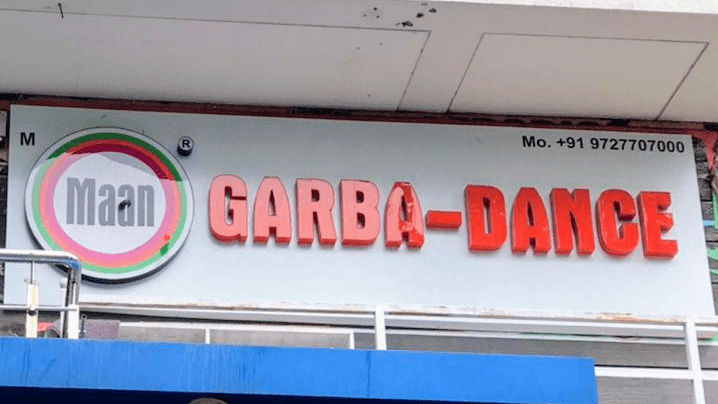 M
Maan
®
GARBA-DANCE
Mo. +91 9727707000